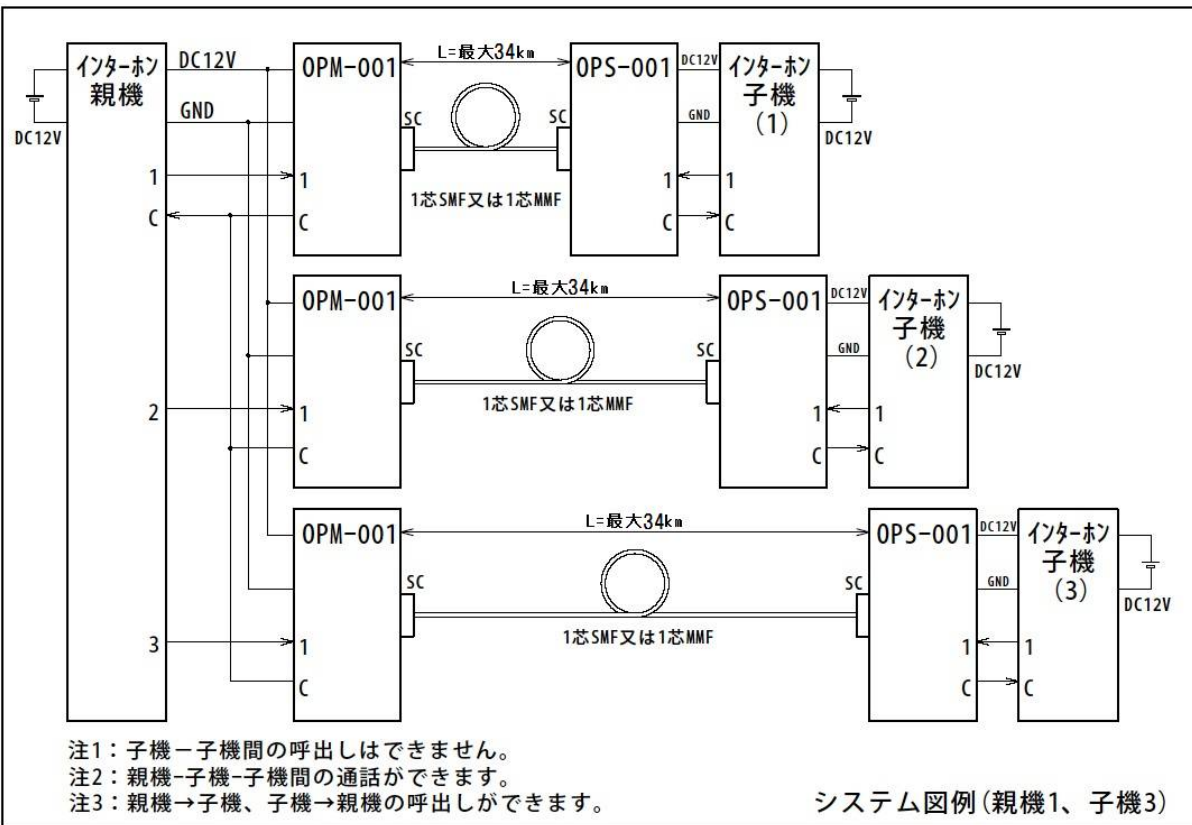 インターホン
親機
DC12V
DC12V
GND
1
C
2
3
OPM-001
L=最大34km
OPS-001
DC12V
インターホン
子機
(1)
DC12V
GND
SC
SC
1芯SMF又は1芯MMF
1
C
1
C
1
C
OPM-001
L=最大34km
OPS-001
DC12V
インターホン
子機
(2)
DC12V
GND
SC
SC
1芯SMF又は1芯MMF
1
C
1
C
1
C
OPM-001
L=最大34km
OPS-001
DC12V
インターホン
子機
(3)
DC12V
GND
SC
SC
1芯SMF又は1芯MMF
1
C
1
C
1
C
注1：子機－子機間の呼出しはできません。
注2：親機-子機-子機間の通話ができます。
注3：親機→子機、子機→親機の呼出しができます。
システム図例(親機1、子機3)